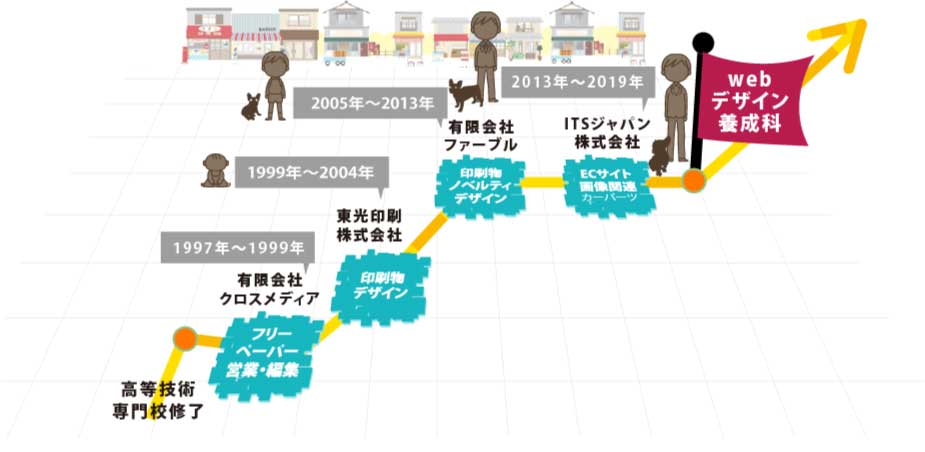 高等技術
専門校修了
1997年～1999年
有限会社
クロスメディア
フリー
ペーパー
営業・編集
1999年～2004年
東光印刷
株式会社
印刷物
デザイン
2005年～2013年
有限会社
ファーブル
印刷物
ノベルティ
デザイン
2013年～2019年
ITSジャパン
株式会社
ECサイト
画像関連
カーパーツ
web
デザイン
養成科